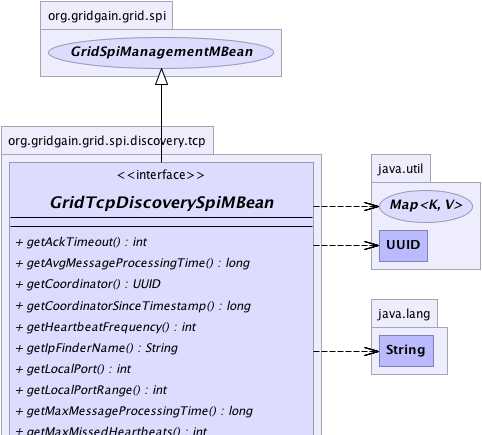 org.gridgain.grid.spi
GridSpiManagementMBean
org.gridgain.grid.spi.discovery.tcp
<<interface>>
GridTcpDiscoverySpiMBean
+ getAckTimeout() : int
+ getAvgMessageProcessingTime() : long
+ getCoordinator() : UUID
+ getCoordinatorSinceTimestamp() : long
+ getHeartbeatFrequency() : int
+ getIpFinderName() : String
+ getLocalPort() : int
+ getLocalPortRange() : int
+ getMaxMessageProcessingTime() : long
+ getMaxMissedHeartbeats() : int
java.util
Map<K, V>
UUID
java.lang
String